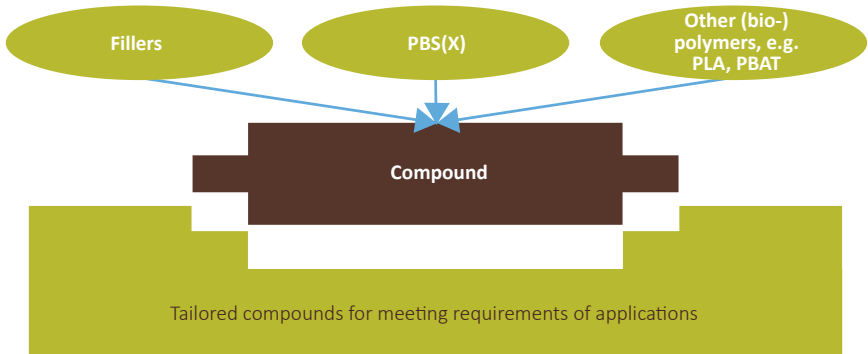 Fillers
PBS(X)
Other (bio-)
polymers, e.g.
PLA, PBAT
Compound
Tailored compounds for meeting requirements of applications